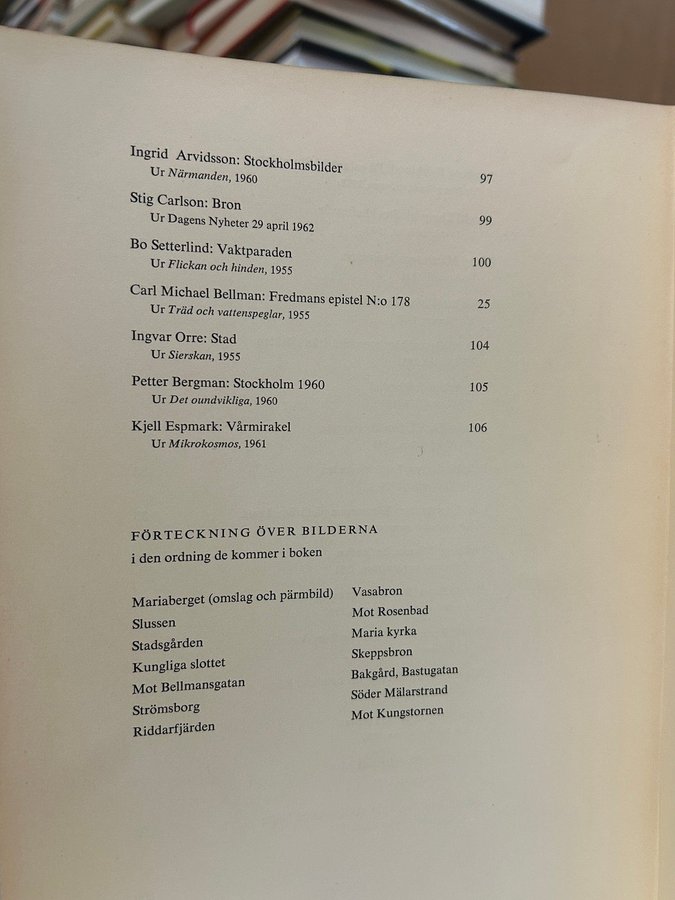 Ingrid Arvidsson: Stockholmsbilder
Ur Närmanden, 1960 97
Stig Carlson: Bron
Ur Dagens Nyheter 29 april 1962 99
Bo Setterlind: Vaktparaden
Ur Flickan och hinden, 1955 100
Carl Michael Bellman: Fredmans epistel N:o 178 25
Ur Träd och vattenspeglar, 1955
Ingvar Orre: Stad 104
Ur Sierskan, 1955
Petter Bergman: Stockholm 1960 105
Ur Det oundvikliga, 1960
Kjell Espmark: Vårmirakel 106
Ur Mikrokosmos, 1961
FÖRTECKNING ÖVER BILDERNA
i den ordning de kommer i boken
Mariaberget (omslag och pärmbild)
Slussen
Stadsgården
Kungliga slottet
Mot Bellmansgatan
Strömsborg
Riddarfjärden
Vasabron
Mot Rosenbad
Maria kyrka
Skeppsbron
Bakgård, Bastugatan
Söder Mälarstrand
Mot Kungstornen